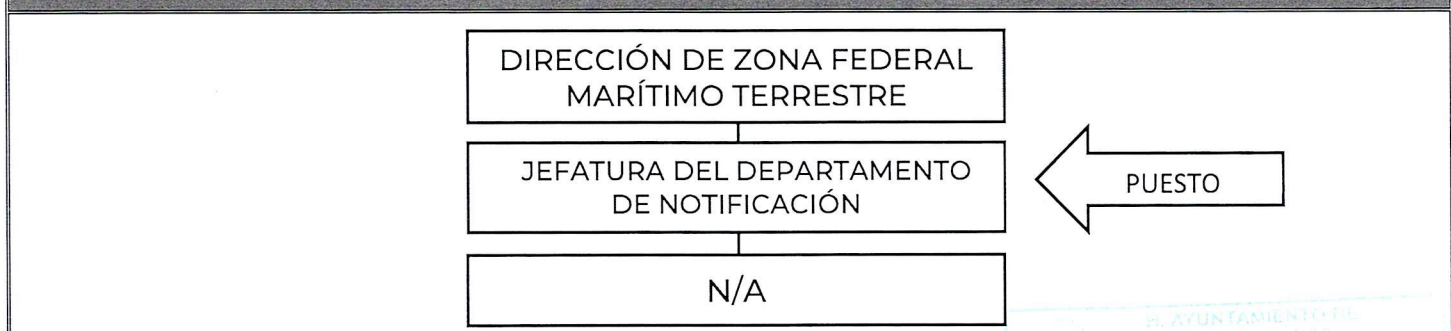 DIRECCIÓN DE ZONA FEDERAL
MARÍTIMO TERRESTRE
JEFATURA DEL DEPARTAMENTO
DE NOTIFICACIÓN
PUESTO
N/A
H. AYUNTAMIENTO DE